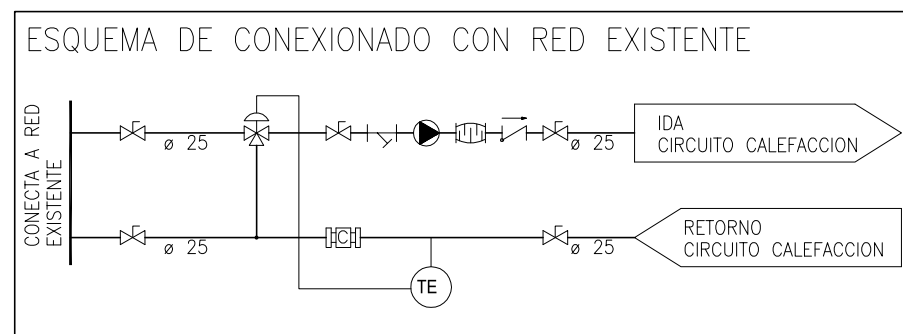 ESQUEMA DE CONEXIONADO CON RED EXISTENTE
CONECTA A RED
EXISTENTE
ø 25
ø 25
IDA
CIRCUITO CALEFACCION
ø 25
C
ø 25
RETORNO
CIRCUITO CALEFACCION
TE